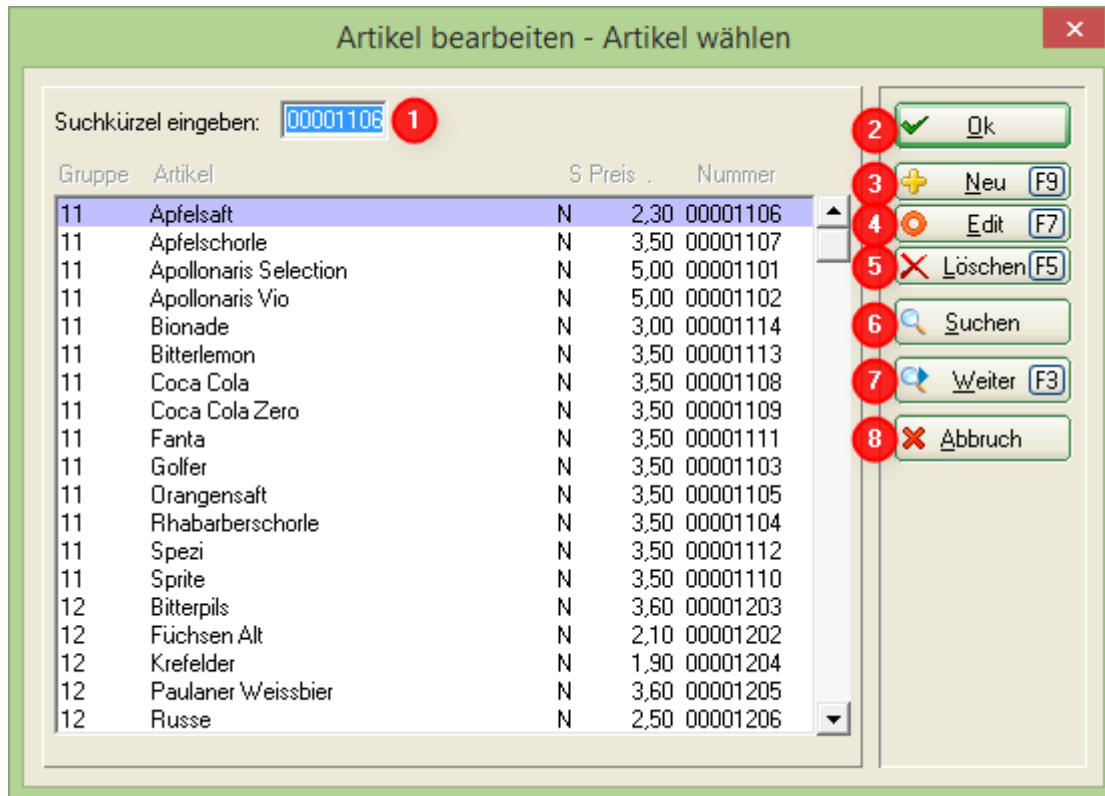 Artikel bearbeiten - Artikel wählen
Suchkürzel eingeben: 00001106 1
Gruppe Artikel S Preis . Nummer
11 Apfelsaft N 2,30 00001106
11 Apfelschorle N 3,50 00001107
11 Apollonaris Selection N 5,00 00001101
11 Apollonaris Vio N 5,00 00001102
11 Bionade N 3,00 00001114
11 Bitterlemon N 3,50 00001113
11 Coca Cola N 3,50 00001108
11 Coca Cola Zero N 3,50 00001109
11 Fanta N 3,50 00001111
11 Golfer N 3,50 00001103
11 Orangensaft N 3,50 00001105
11 Rhabarberschorle N 3,50 00001104
11 Spezi N 3,50 00001112
11 Sprite N 3,50 00001110
12 Bitterpils N 3,60 00001203
12 Füchsen Alt N 2,10 00001202
12 Krefelder N 1,90 00001204
12 Paulaner Weissbier N 3,60 00001205
12 Russe N 2,50 00001206
2 Ok
3 Neu F9
4 Edit F7
5 Löschen F5
6 Suchen
7 Weiter F3
8 Abbruch